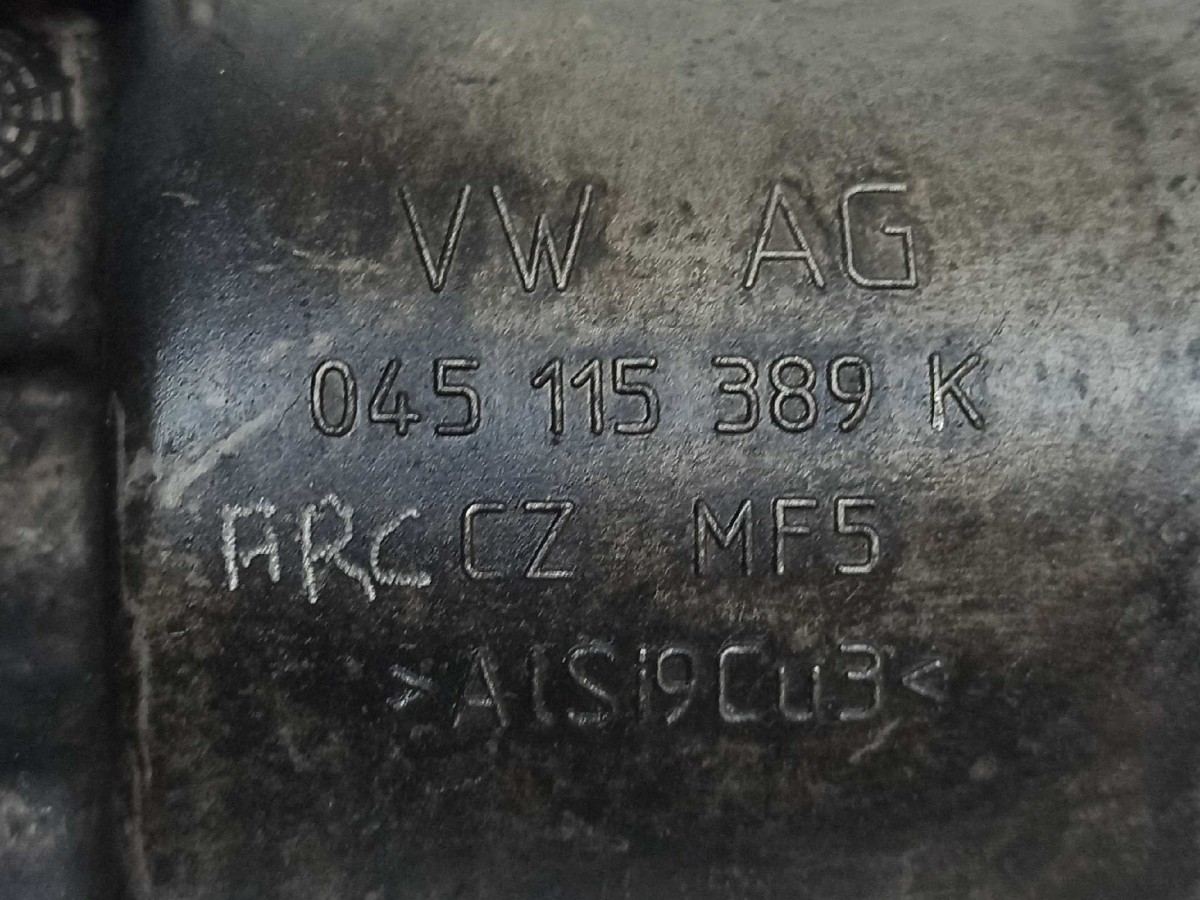 VW AG
045 115 389 K
ARC CZ MF5
>AlSi9Cu3<